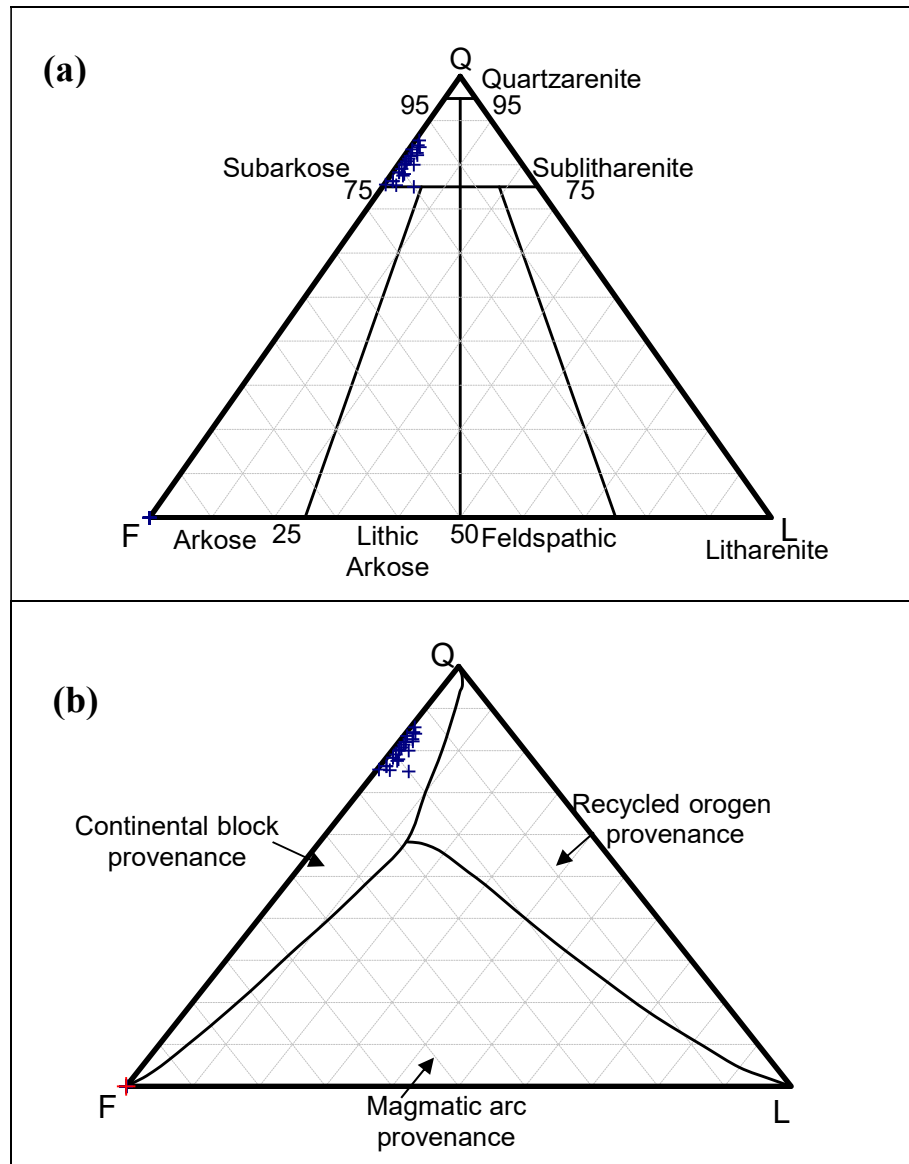 (a)
Q
Quartzarenite
95
95
Subarkose
Sublitharenite
75
75
F
L
Arkose
25
Lithic
Arkose
50
Feldspathic
Litharenite
(b)
Q
Continental block
provenance
Recycled orogen
provenance
F
L
Magmatic arc
provenance